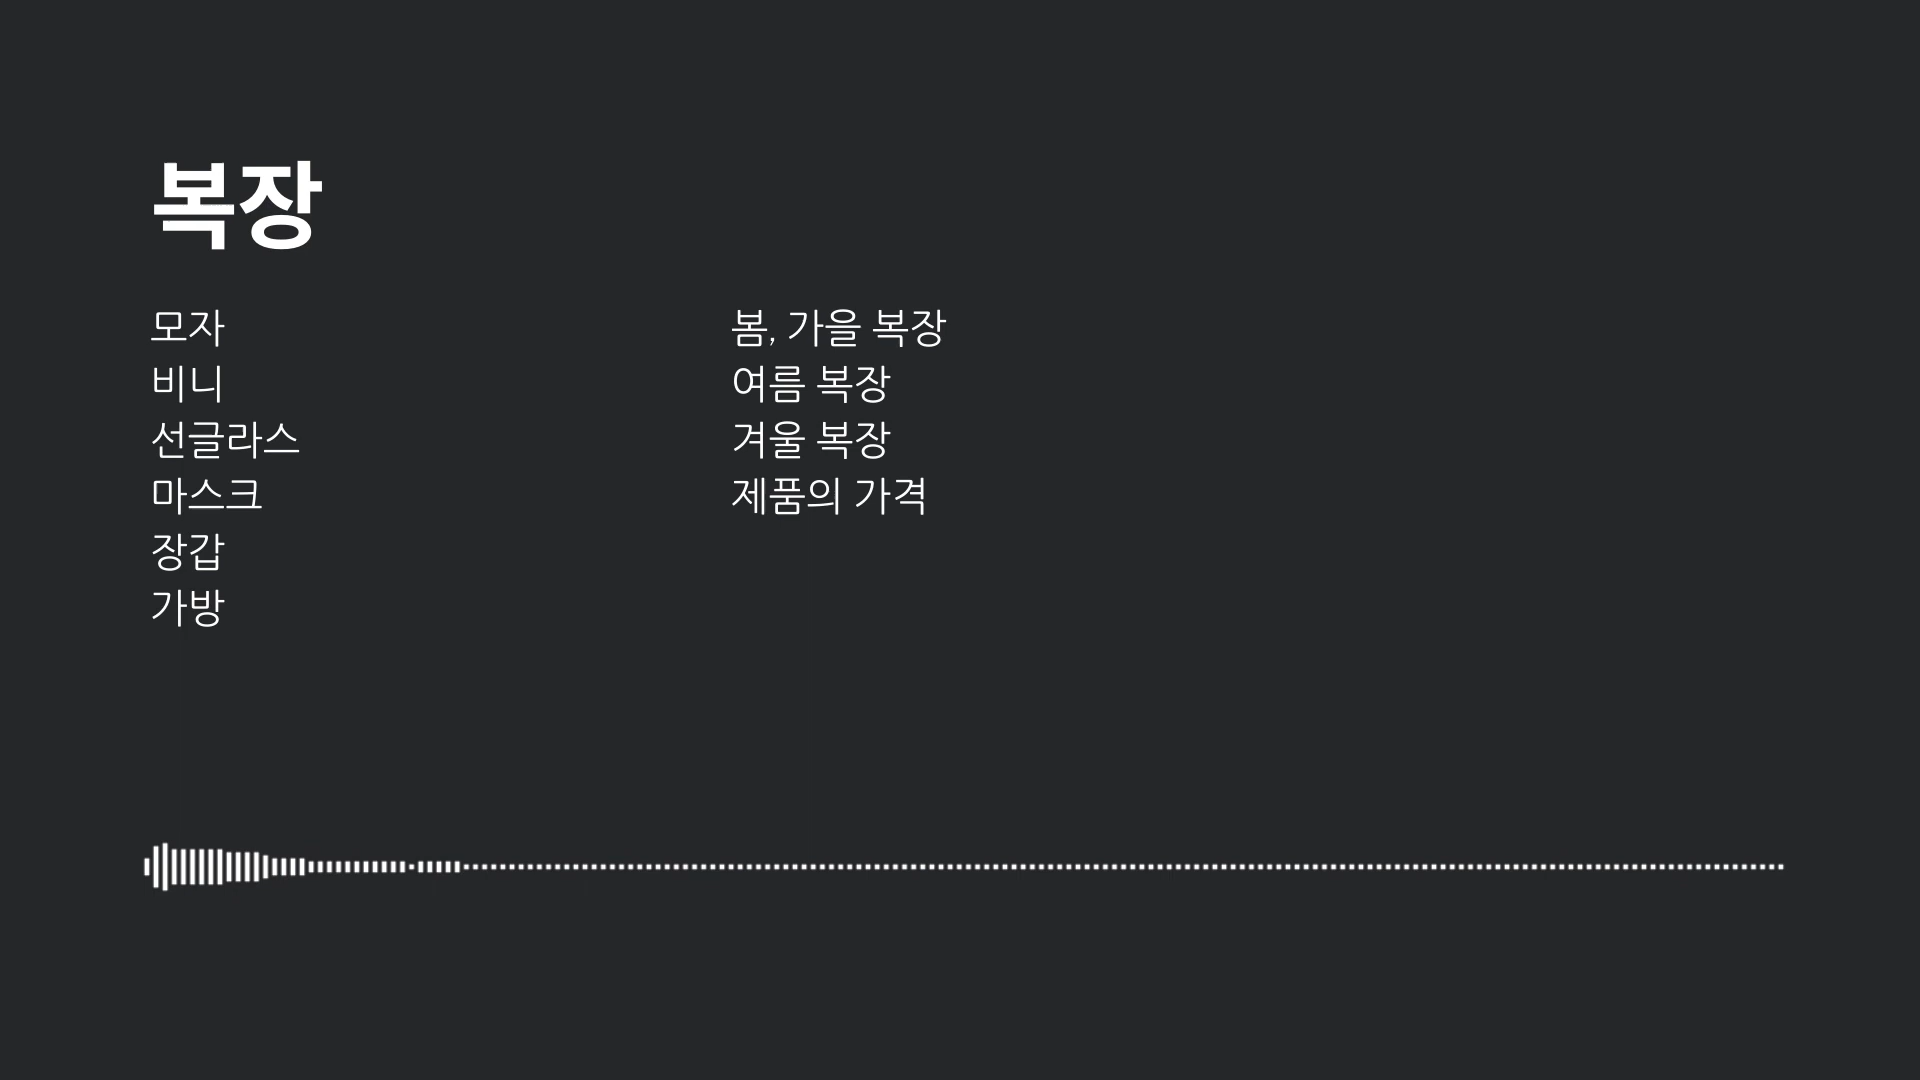 복장
모자
비니
선글라스
마스크
장갑
가방
봄, 가을 복장
여름 복장
겨울 복장
제품의 가격